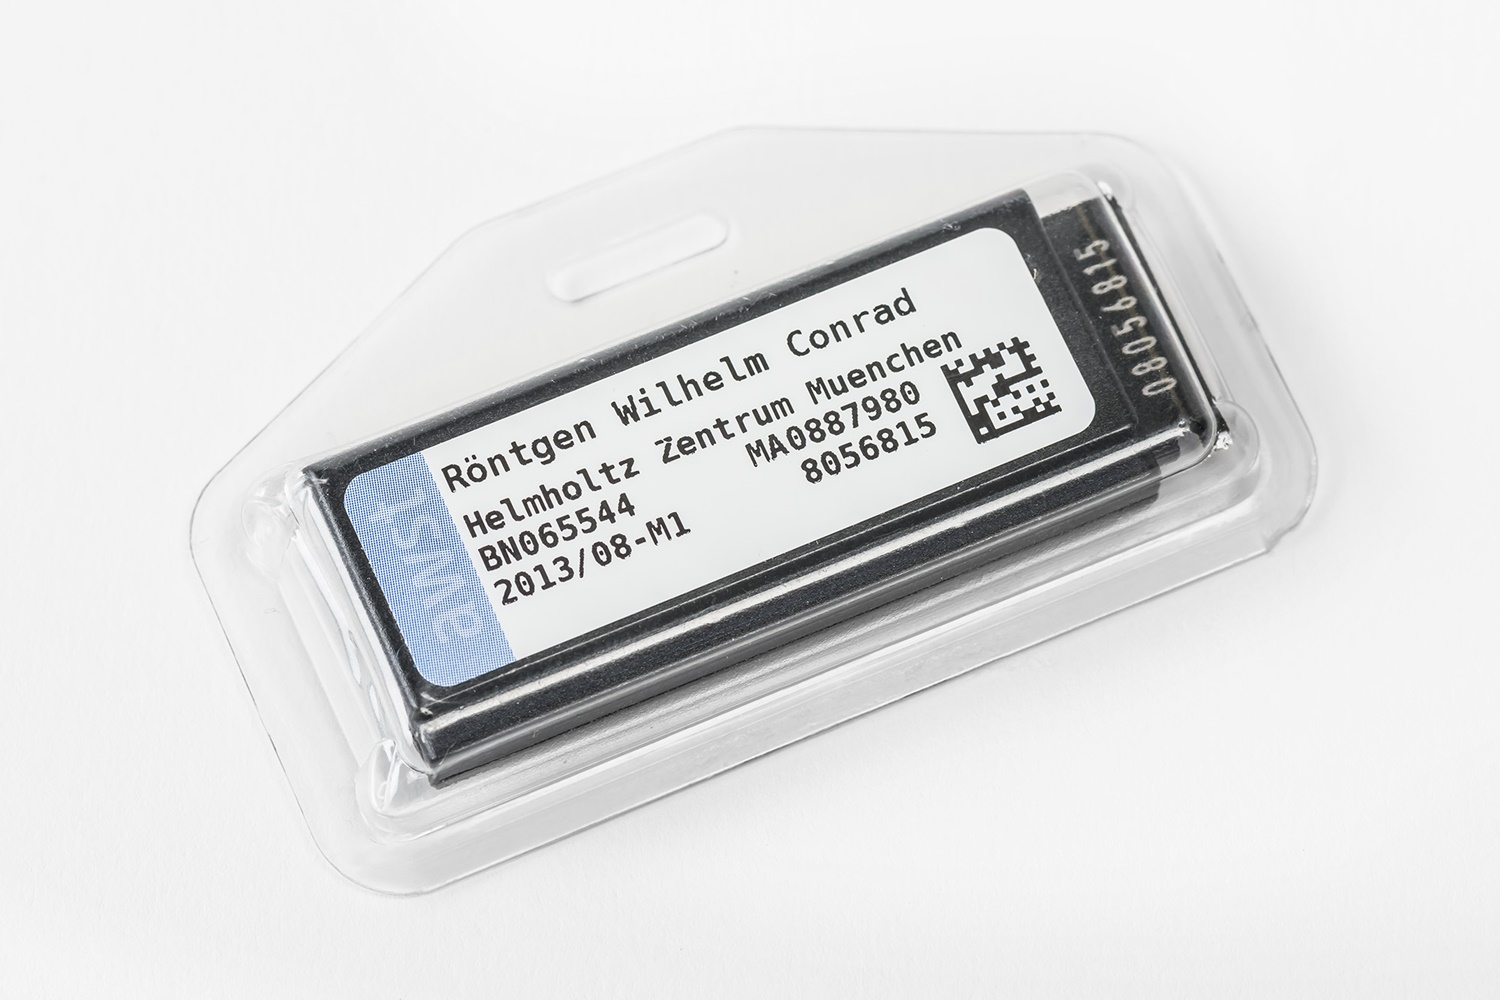 Röntgen Wilhelm Conrad
Helmholtz Zentrum Muenchen
BN065544 MA0887980
2013/08-M1 8056815
08056815